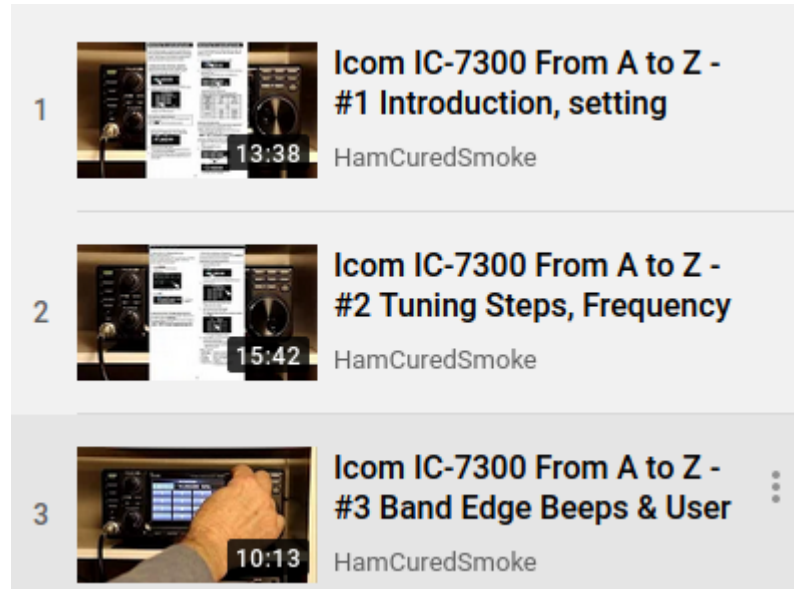 1
Icom IC-7300 From A to Z -
#1 Introduction, setting
13:38
HamCuredSmoke
2
Icom IC-7300 From A to Z -
#2 Tuning Steps, Frequency
15:42
HamCuredSmoke
3
Icom IC-7300 From A to Z -
#3 Band Edge Beeps & User
10:13
HamCuredSmoke